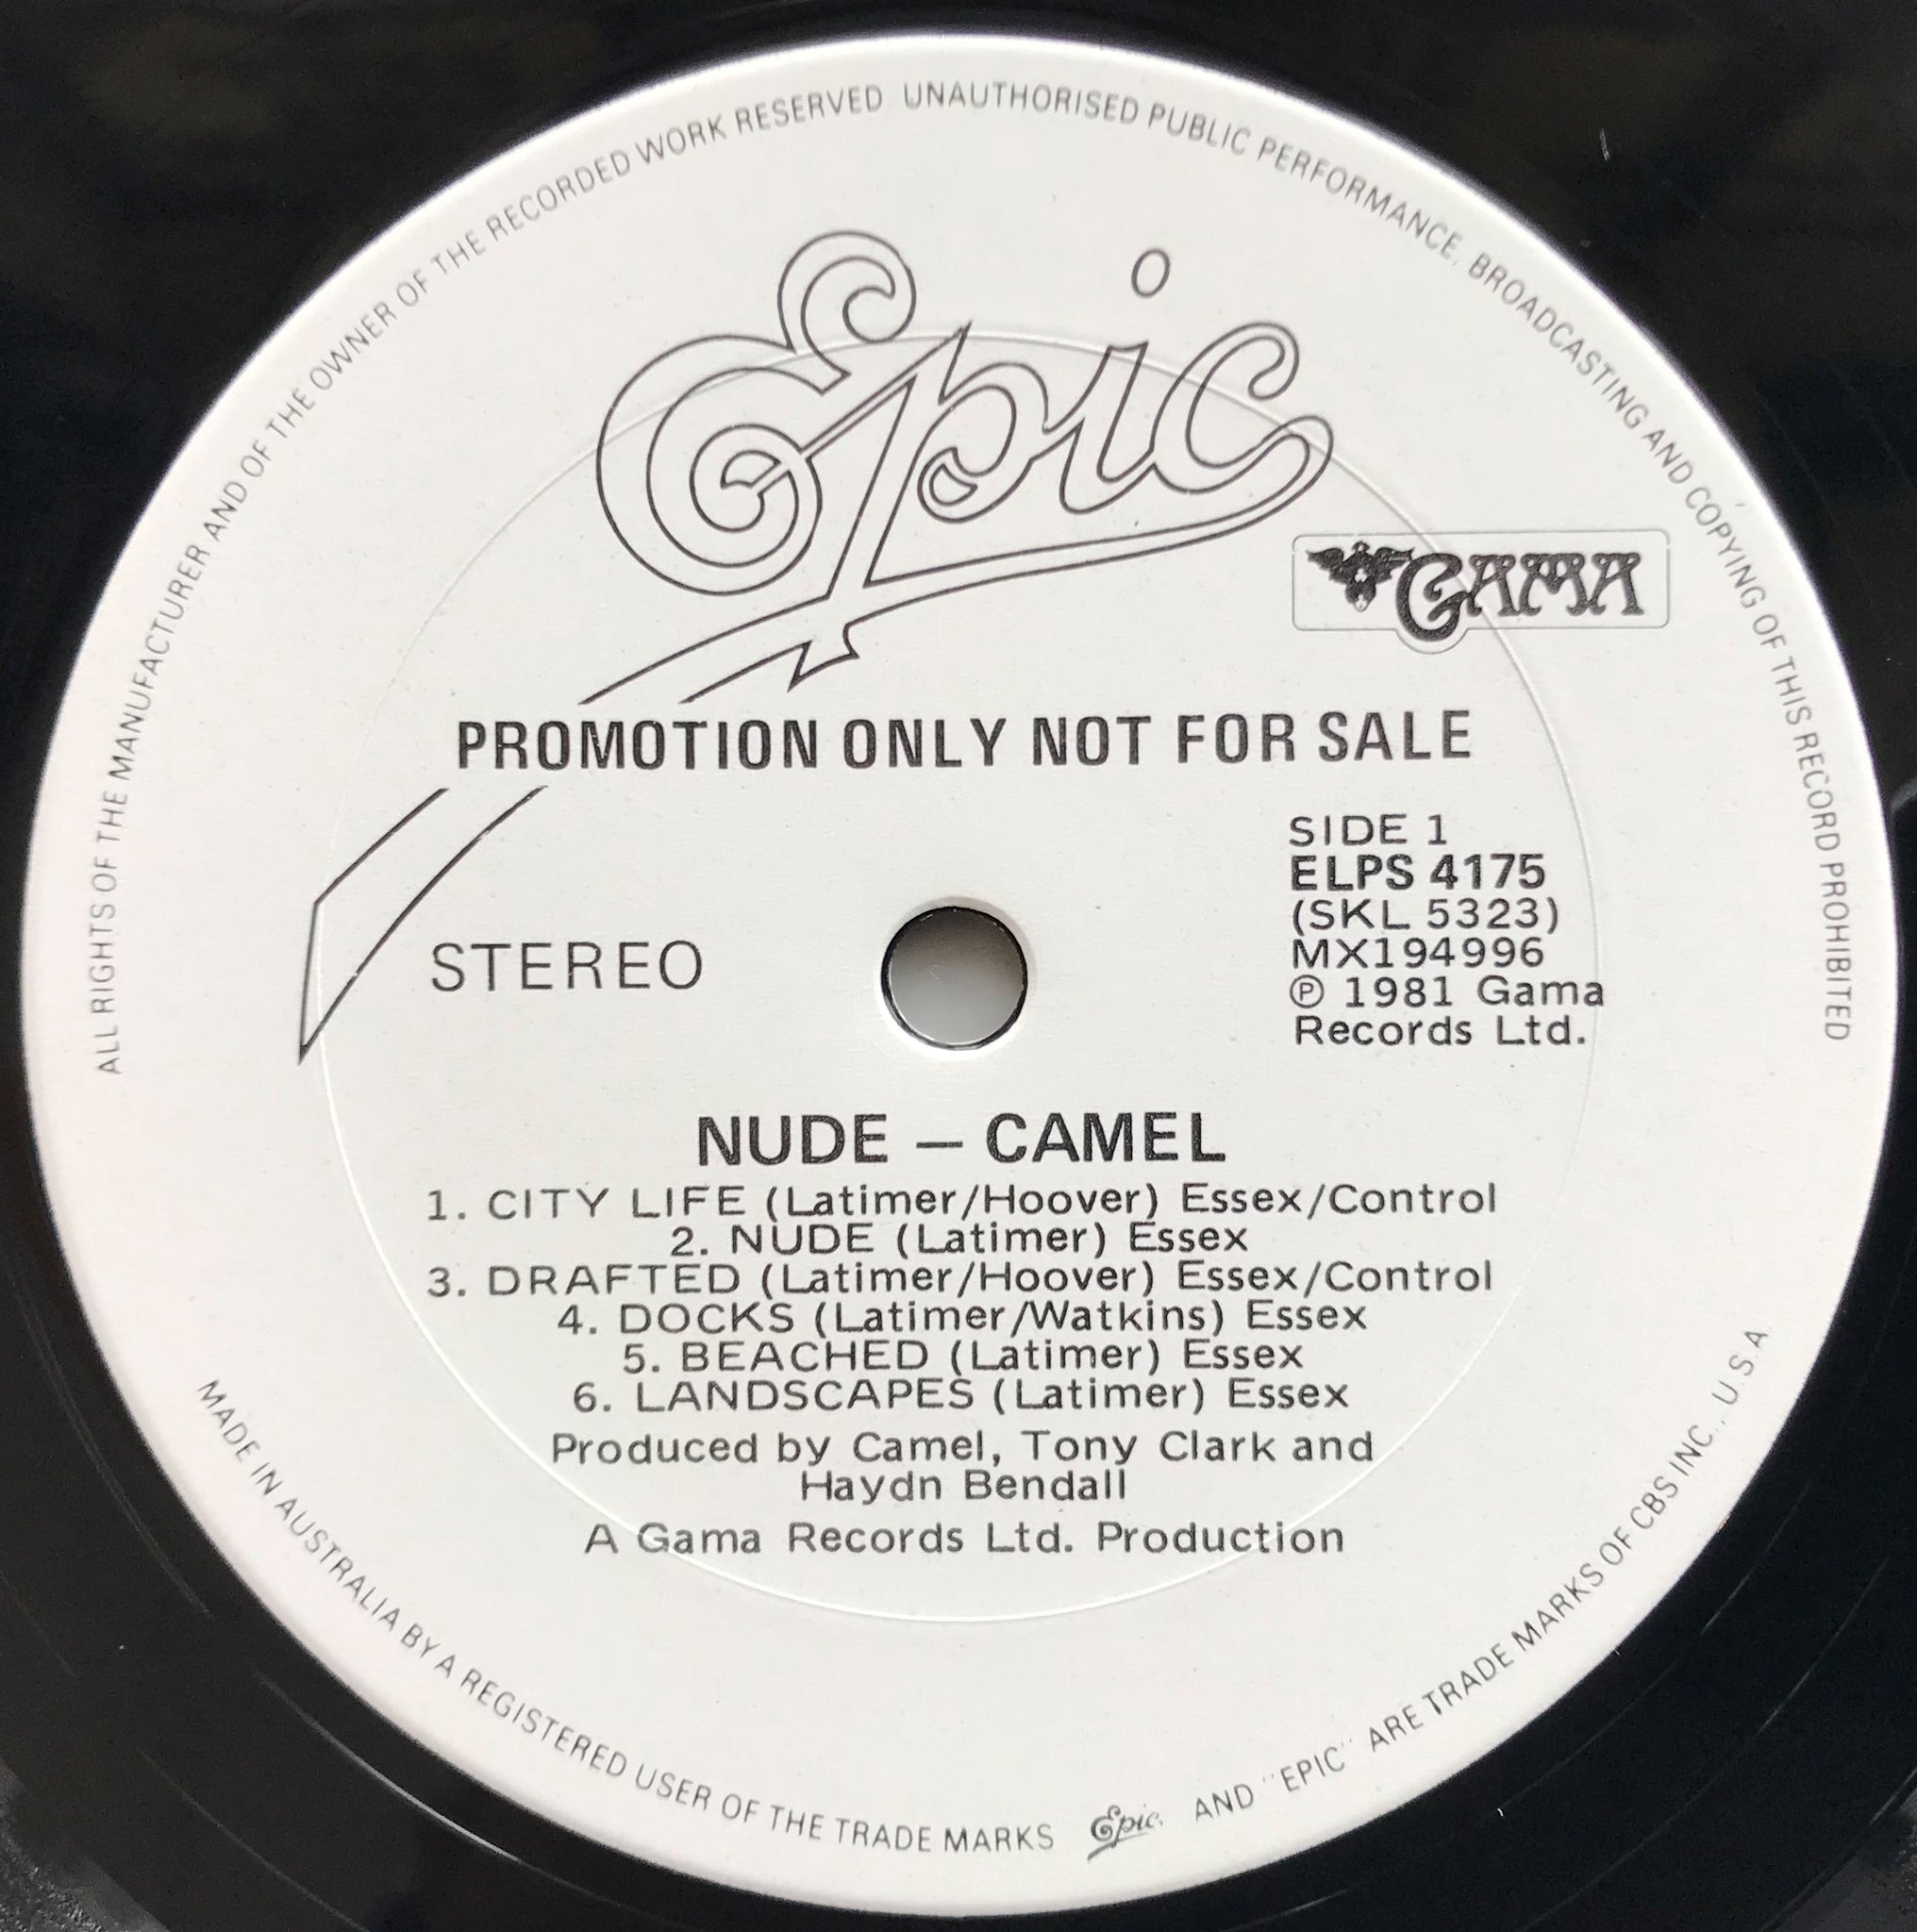 ALL RIGHTS OF THE MANUFACTURER AND OF THE OWNER OF THE RECORDED WORK RESERVED UNAUTHORISED PUBLIC PERFORMANCE, BROADCASTING AND COPYING OF THIS RECORD PROHIBITED
Epic
GAMA
PROMOTION ONLY NOT FOR SALE
SIDE 1
ELPS 4175
(SKL 5323)
MX194996
℗ 1981 Gama
Records Ltd.
STEREO
NUDE — CAMEL
1. CITY LIFE (Latimer/Hoover) Essex/Control
2. NUDE (Latimer) Essex
3. DRAFTED (Latimer/Hoover) Essex/Control
4. DOCKS (Latimer/Watkins) Essex
5. BEACHED (Latimer) Essex
6. LANDSCAPES (Latimer) Essex
Produced by Camel, Tony Clark and
Haydn Bendall
A Gama Records Ltd. Production
MADE IN AUSTRALIA BY A REGISTERED USER OF THE TRADE MARKS Epic. AND "EPIC" ARE TRADE MARKS OF CBS INC., U.S.A